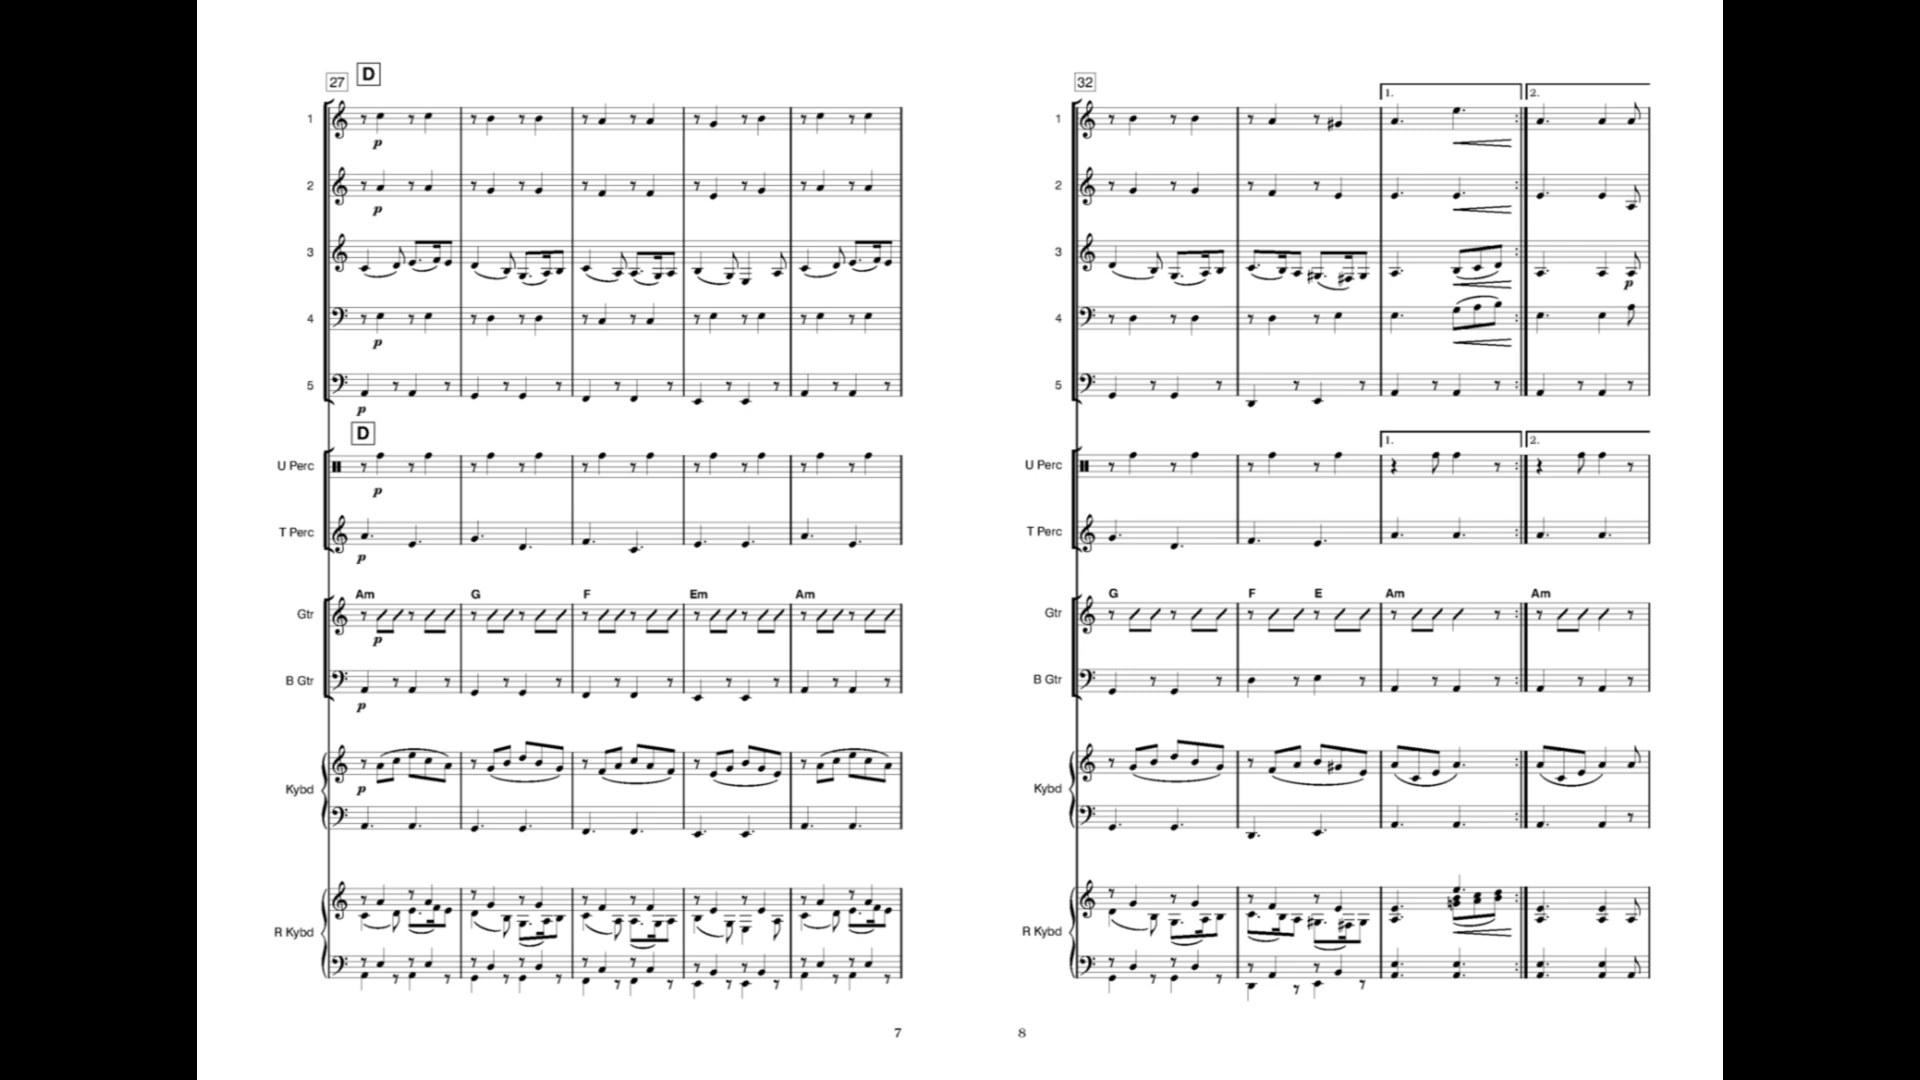 27 D
1
p
2
p
3
4
p
5
p
D
U Perc
p
T Perc
p
Am G F Em Am
Gtr
p
B Gtr
p
Kybd
p
R Kybd
7
32
1. 2.
1
2
3
p
4
5
1. 2.
U Perc
T Perc
G F E Am Am
Gtr
B Gtr
Kybd
R Kybd
8